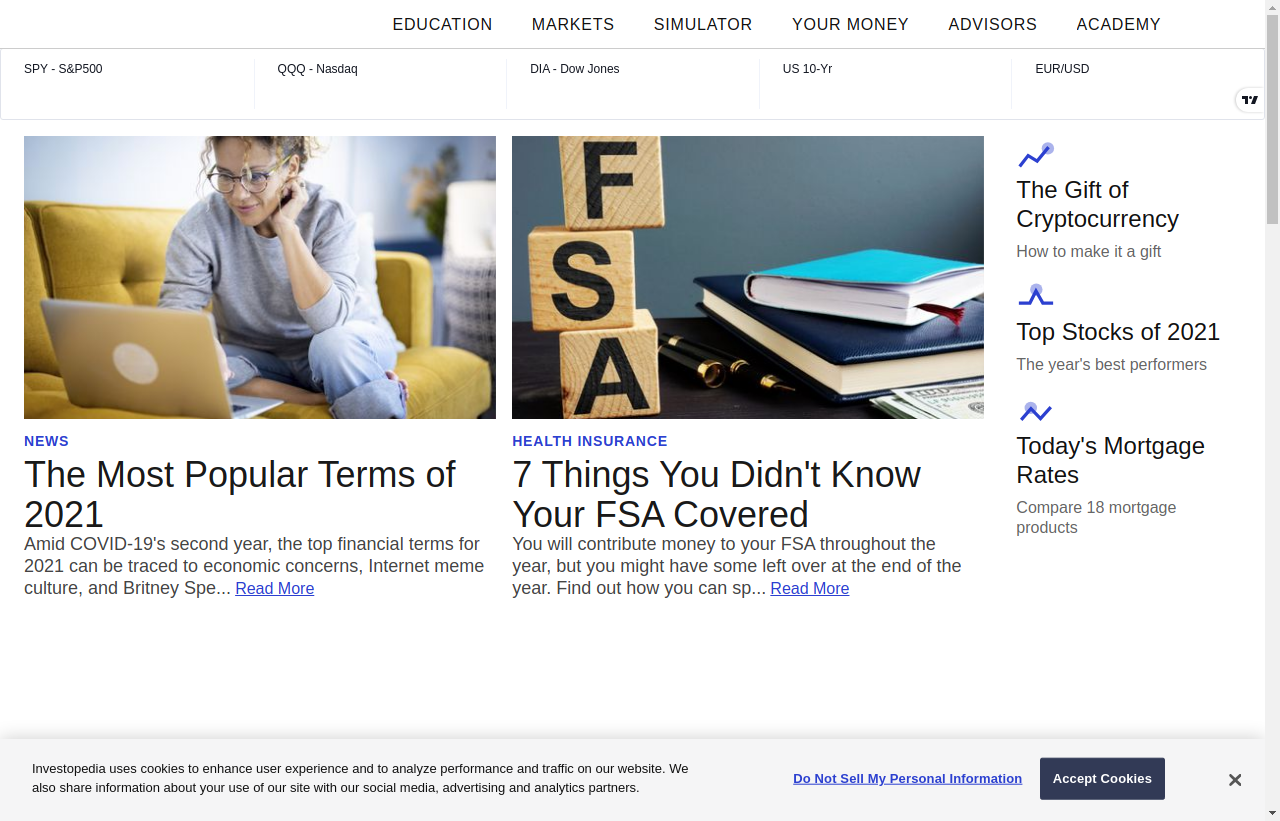 EDUCATION MARKETS SIMULATOR YOUR MONEY ADVISORS ACADEMY
SPY - S&P500 QQQ - Nasdaq DIA - Dow Jones US 10-Yr EUR/USD
F
S
A
NEWS
The Most Popular Terms of
2021
Amid COVID-19's second year, the top financial terms for
2021 can be traced to economic concerns, Internet meme
culture, and Britney Spe... Read More
HEALTH INSURANCE
7 Things You Didn't Know
Your FSA Covered
You will contribute money to your FSA throughout the
year, but you might have some left over at the end of the
year. Find out how you can sp... Read More
The Gift of
Cryptocurrency
How to make it a gift
Top Stocks of 2021
The year's best performers
Today's Mortgage
Rates
Compare 18 mortgage
products
Investopedia uses cookies to enhance user experience and to analyze performance and traffic on our website. We
also share information about your use of our site with our social media, advertising and analytics partners.
Do Not Sell My Personal Information
Accept Cookies